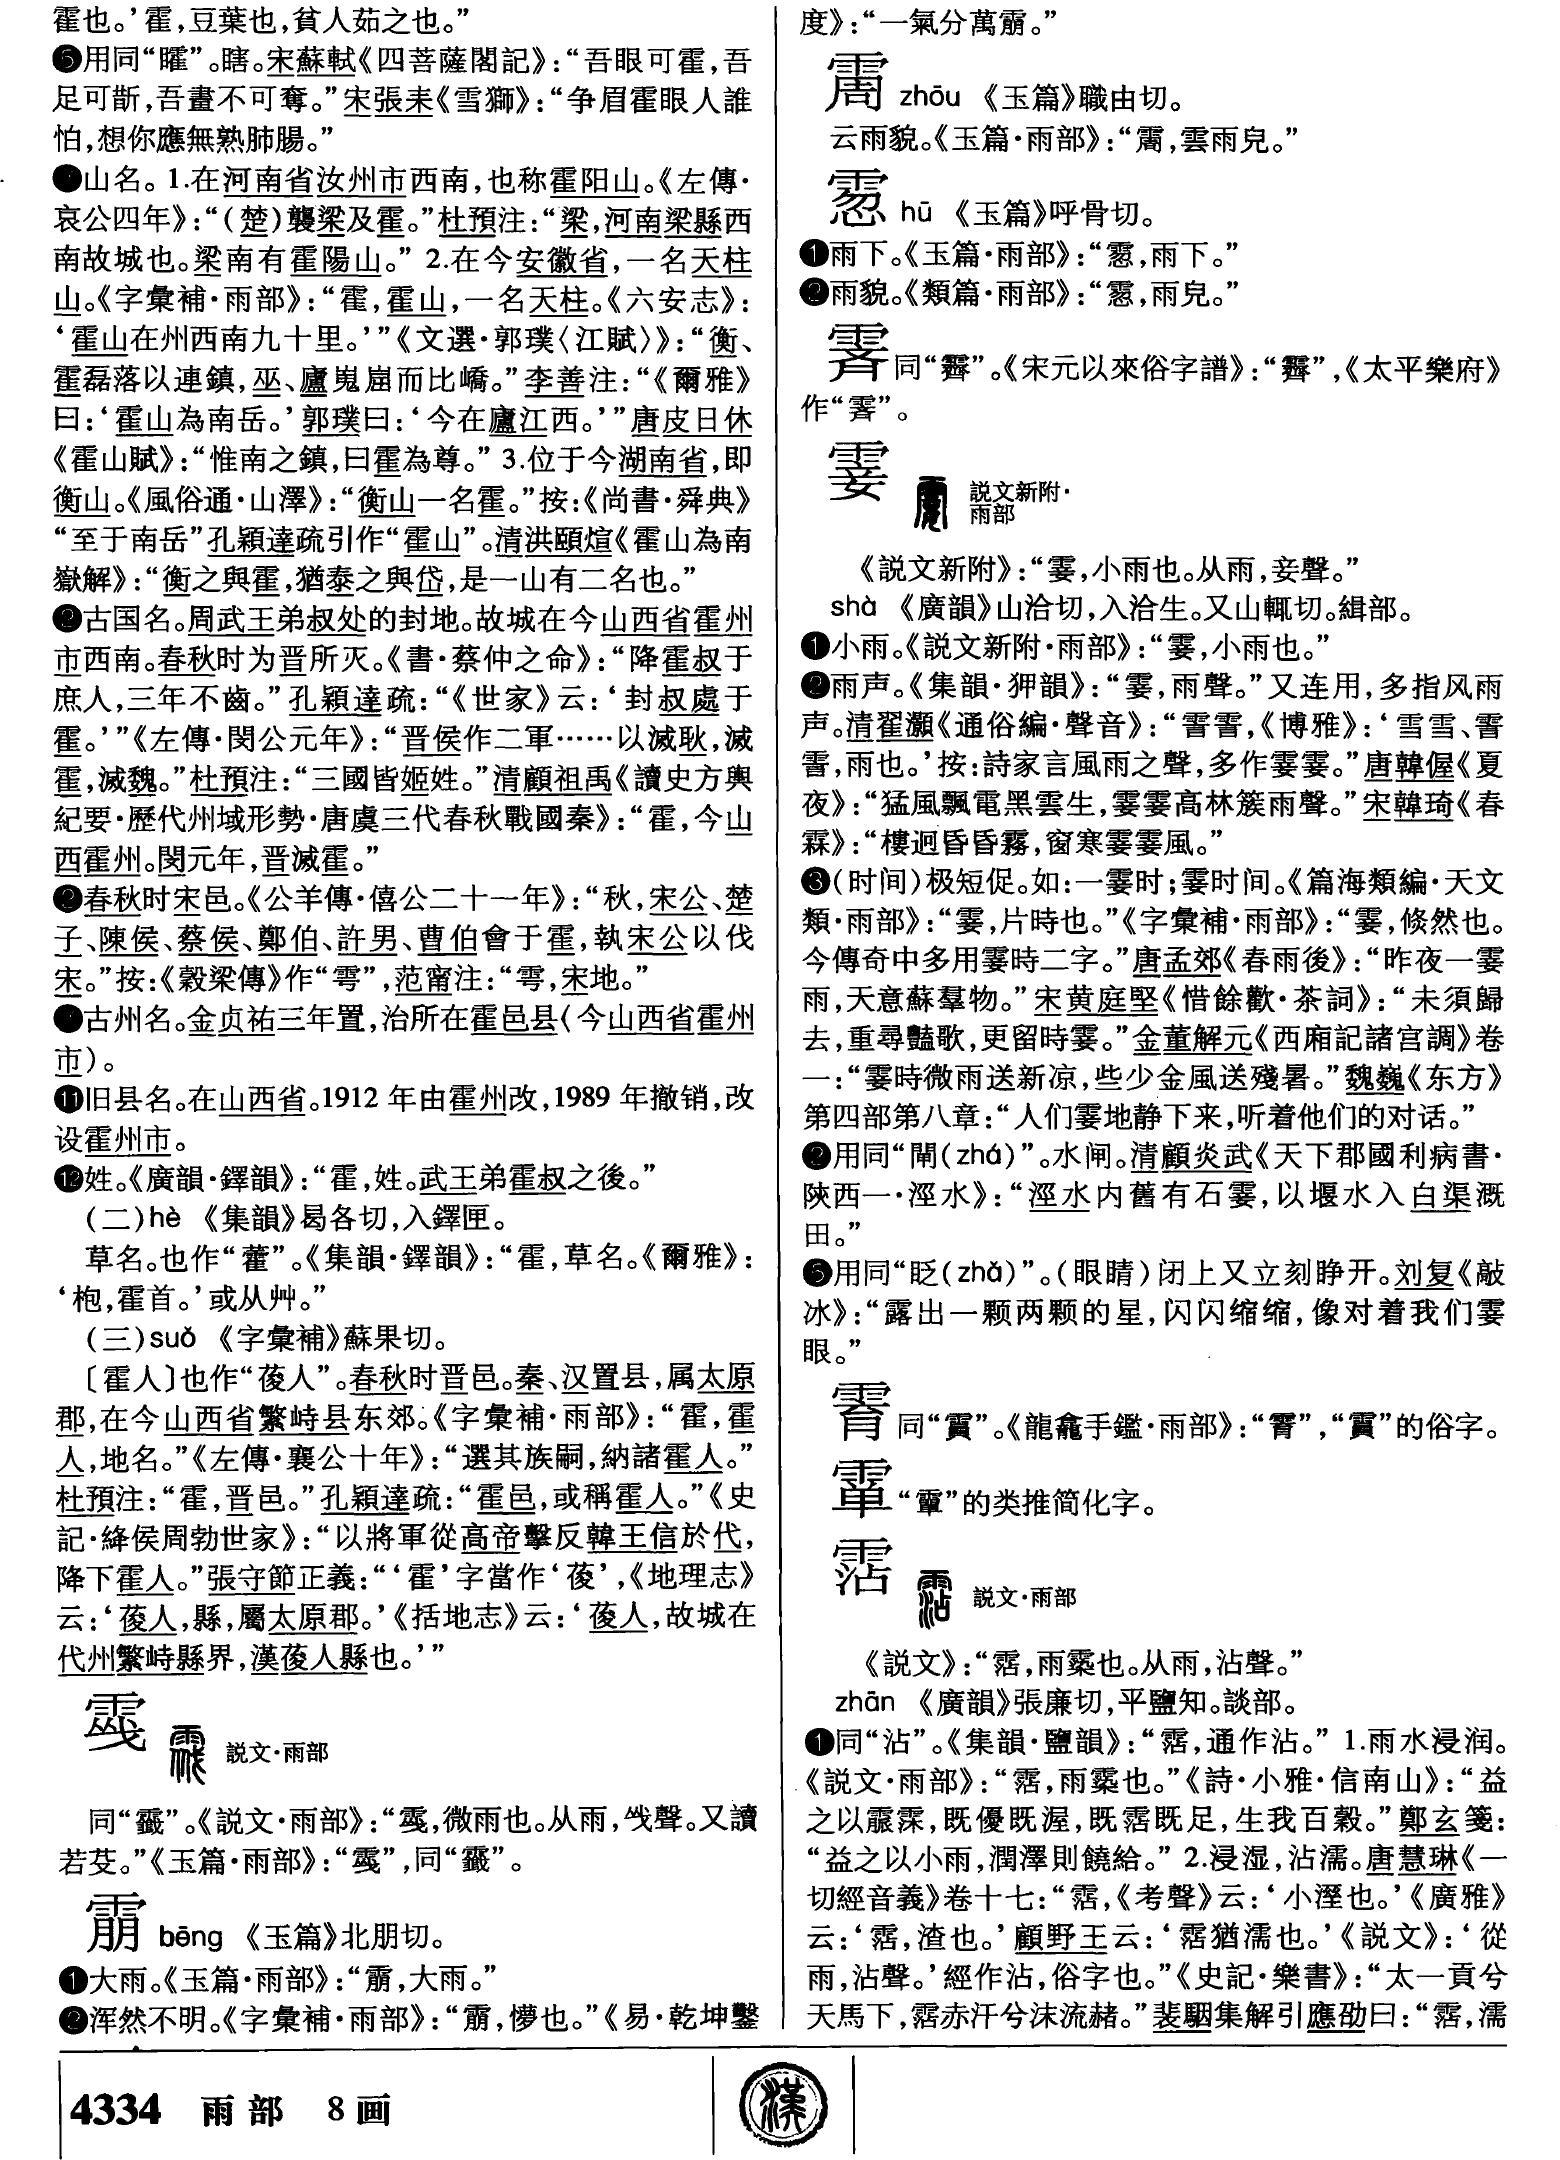 霍也。’霍，豆葉也，貧人茹之也。”
❺用同“矐”。瞎。宋蘇軾《四菩薩閣記》：“吾眼可霍，吾
足可斮，吾畫不可奪。”宋張耒《雪獅》：“争眉霍眼人誰
怕，想你應無熟肺腸。”
山名。1.在河南省汝州市西南，也称霍阳山。《左傳·
哀公四年》：“（楚）襲梁及霍。”杜預注：“梁，河南梁縣西
南故城也。梁南有霍陽山。”2.在今安徽省，一名天柱
山。《字彙補·雨部》：“霍，霍山，一名天柱。《六安志》：
‘霍山在州西南九十里。’”《文選·郭璞〈江賦〉》：“衡、
霍磊落以連鎮，巫、廬嵬崫而比嶠。”李善注：“《爾雅》
曰：‘霍山為南岳。’郭璞曰：‘今在廬江西。’”唐皮日休
《霍山賦》：“惟南之鎮，曰霍為尊。”3.位于今湖南省，即
衡山。《風俗通·山澤》：“衡山一名霍。”按：《尚書·舜典》
“至于南岳”孔穎達疏引作“霍山”。清洪頤煊《霍山為南
嶽解》：“衡之與霍，猶泰之與岱，是一山有二名也。”
❷古国名。周武王弟叔处的封地。故城在今山西省霍州
市西南。春秋时为晋所灭。《書·蔡仲之命》：“降霍叔于
庶人，三年不齒。”孔穎達疏：“《世家》云：‘封叔處于
霍。’”《左傳·閔公元年》：“晋侯作二軍……以滅耿，滅
霍，滅魏。”杜預注：“三國皆姬姓。”清顧祖禹《讀史方輿
紀要·歷代州域形勢·唐虞三代春秋戰國秦》：“霍，今山
西霍州。閔元年，晋滅霍。”
❷春秋时宋邑。《公羊傳·僖公二十一年》：“秋，宋公、楚
子、陳侯、蔡侯、鄭伯、許男、曹伯會于霍，執宋公以伐
宋。”按：《穀梁傳》作“雩”，范甯注：“雩，宋地。”
古州名。金贞祐三年置，治所在霍邑县（今山西省霍州
市）。
⓫旧县名。在山西省。1912 年由霍州改，1989 年撤销，改
设霍州市。
⓬姓。《廣韻·鐸韻》：“霍，姓。武王弟霍叔之後。”
（二）hè 《集韻》曷各切，入鐸匣。
草名。也作“藿”。《集韻·鐸韻》：“霍，草名。《爾雅》：
‘枹，霍首。’或从艸。”
（三）suǒ 《字彙補》蘇果切。
〔霍人〕也作“葰人”。春秋时晋邑。秦、汉置县，属太原
郡，在今山西省繁峙县东郊。《字彙補·雨部》：“霍，霍
人，地名。”《左傳·襄公十年》：“選其族嗣，納諸霍人。”
杜預注：“霍，晋邑。”孔穎達疏：“霍邑，或稱霍人。”《史
記·絳侯周勃世家》：“以將軍從高帝擊反韓王信於代，
降下霍人。”張守節正義：“‘霍’字當作‘葰’，《地理志》
云：‘葰人，縣，屬太原郡。’《括地志》云：‘葰人，故城在
代州繁峙縣界，漢葰人縣也。’”
説文·雨部
同“䨘”。《説文·雨部》：“䨘，微雨也。从雨，㦰聲。又讀
若芟。”《玉篇·雨部》：
䨜 bēng 《玉篇》北朋切。
❶大雨。《玉篇·雨部》：“䨜，大雨。”
❷浑然不明。《字彙補·雨部》：“䨜，懜也。”《易·乾坤鑿
度》：“一氣分萬䨜。”
霌 zhōu 《玉篇》職由切。
云雨貌。《玉篇·雨部》：“霌，雲雨皃。”
䨚 hū 《玉篇》呼骨切。
❶雨下。《玉篇·雨部》：“䨚，雨下。”
❷雨貌。《類篇·雨部》：“䨚，雨皃。”
霁 同“霽”。《宋元以來俗字譜》：“霽”，《太平樂府》
作“霁”。
霎 説文新附·
雨部
《説文新附》：“霎，小雨也。从雨，妾聲。”
shà 《廣韻》山洽切，入洽生。又山輒切。緝部。
❶小雨。《説文新附·雨部》：“霎，小雨也。”
❷雨声。《集韻·狎韻》：“霎，雨聲。”又连用，多指风雨
声。清翟灝《通俗編·聲音》：“霅霅，《博雅》：‘雪雪、霅
霅，雨也。’按：詩家言風雨之聲，多作霎霎。”唐韓偓《夏
夜》：“猛風飄電黑雲生，霎霎高林簇雨聲。”宋韓琦《春
霖》：“樓迥昏昏霧，窗寒霎霎風。”
❸（时间）极短促。如：一霎时；霎时间。《篇海類編·天文
類·雨部》：“霎，片時也。”《字彙補·雨部》：“霎，倏然也。
今傳奇中多用霎時二字。”唐孟郊《春雨後》：“昨夜一霎
雨，天意蘇羣物。”宋黄庭堅《惜餘歡·茶詞》：“未須歸
去，重尋豔歌，更留時霎。”金董解元《西廂記諸宫調》卷
一：“霎時微雨送新凉，些少金風送殘暑。”魏巍《东方》
第四部第八章：“人们霎地静下来，听着他们的对话。”
❷用同“閘（zhá）”。水闸。清顧炎武《天下郡國利病書·
陝西一·涇水》：“涇水内舊有石霎，以堰水入白渠溉
田。”
❺用同“眨（zhǎ）”。（眼睛）闭上又立刻睁开。刘复《敲
冰》：“露出一颗两颗的星，闪闪缩缩，像对着我们霎
眼。”
《龍龕手鑑·雨部》：
的类推简化字。
霑 説文·雨部
《説文》：“霑，雨䨙也。从雨，沾聲。”
zhān 《廣韻》張廉切，平鹽知。談部。
❶同“沾”。《集韻·鹽韻》：“霑，通作沾。”1.雨水浸润。
《説文·雨部》：“霑，雨䨙也。”《詩·小雅·信南山》：“益
之以霡霂，既優既渥，既霑既足，生我百穀。”鄭玄箋：
“益之以小雨，潤澤則饒給。”2.浸湿，沾濡。唐慧琳《一
切經音義》卷十七：“霑，《考聲》云：‘小溼也。’《廣雅》
云：‘霑，渣也。’顧野王云：‘霑猶濡也。’《説文》：‘從
雨，沾聲。’經作沾，俗字也。”《史記·樂書》：“太一貢兮
天馬下，霑赤汗兮沫流赭。”裴駰集解引應劭曰：“霑，濡
4334 雨部 8画
漢